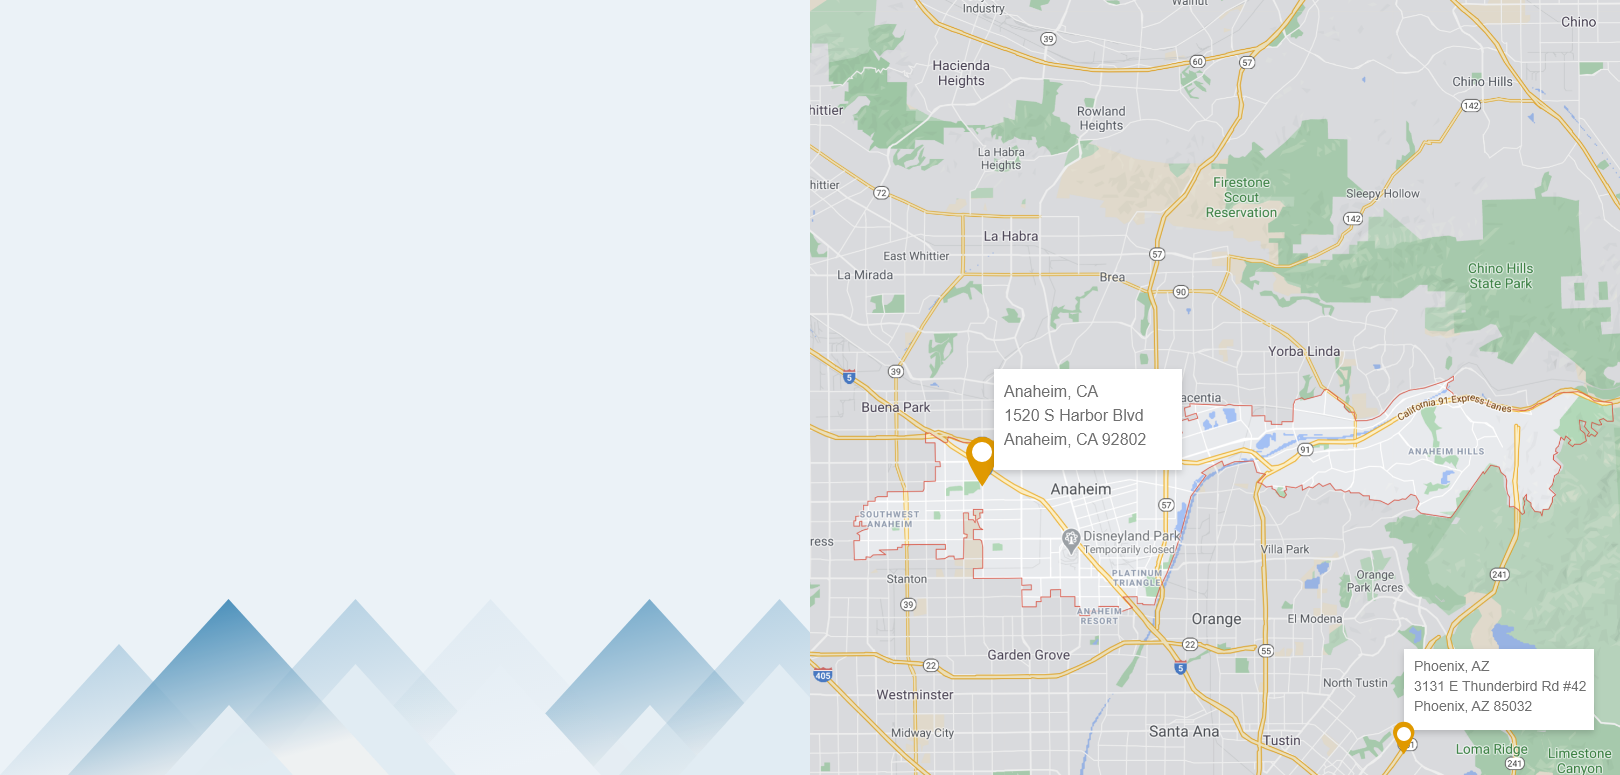 Industry
Walnut
Chino
39
60
57
Hacienda
Heights
Chino Hills
142
hittier
Rowland
Heights
La Habra
Heights
hittier
72
Firestone
Scout
Reservation
Sleepy Hollow
142
La Habra
57
East Whittier
La Mirada
Brea
90
Chino Hills
State Park
Yorba Linda
39
5
Anaheim, CA
1520 S Harbor Blvd
Anaheim, CA 92802
Buena Park
acentia
California 91 Express Lanes
91
ANAHEIM HILLS
Anaheim
57
SOUTHWEST
ANAHEIM
Disneyland Park
Temporarily closed
ress
Villa Park
PLATINUM
TRIANGLE
Stanton
Orange
Park Acres
241
39
ANAHEIM
RESORT
Orange
El Modena
22
55
Garden Grove
22
5
405
Phoenix, AZ
3131 E Thunderbird Rd #42
Phoenix, AZ 85032
North Tustin
Westminster
Midway City
Santa Ana
Tustin
Loma Ridge
241
Limestone
Canyon